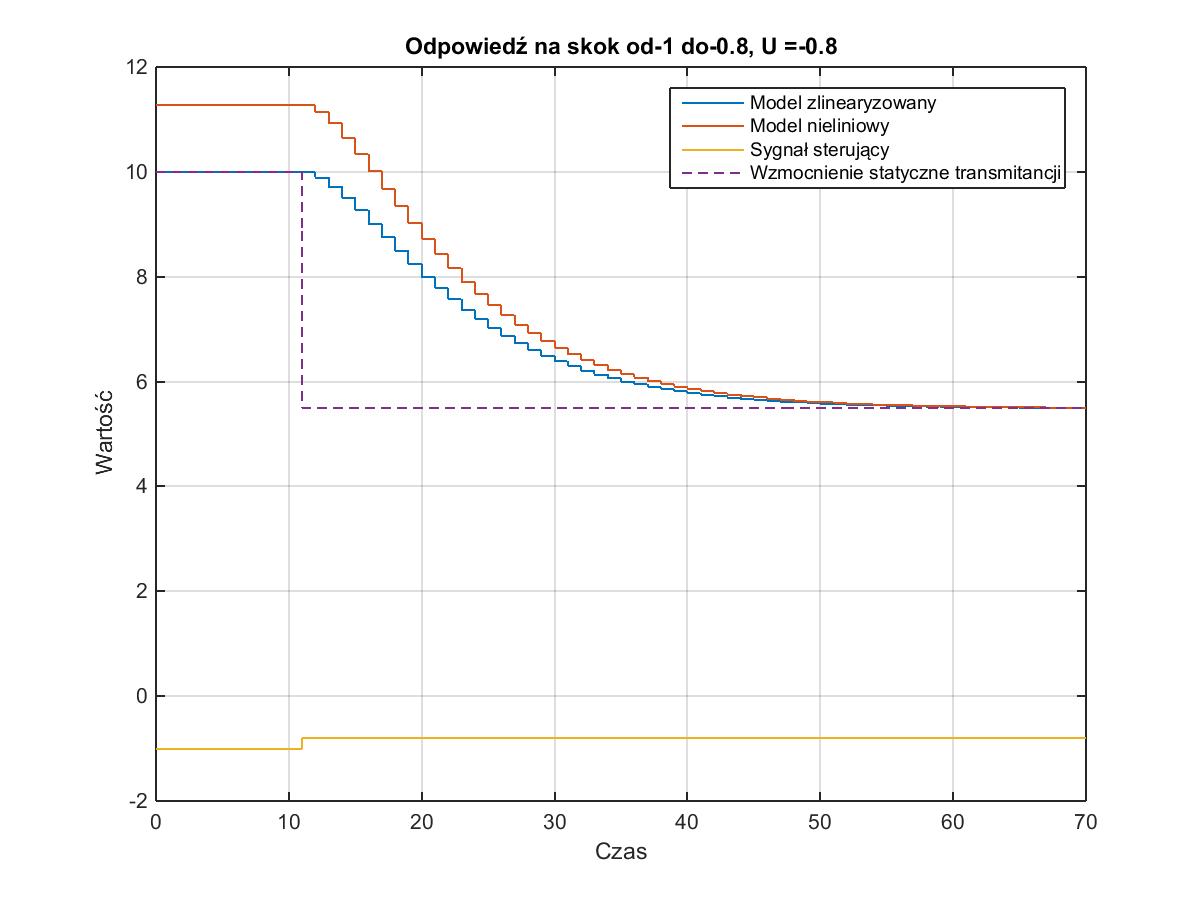 Odpowiedź na skok od-1 do-0.8, U =-0.8
Model zlinearyzowany
Model nieliniowy
Sygnał sterujący
Wzmocnienie statyczne transmitancji
12
10
8
6
4
2
0
-2
Wartość
0 10 20 30 40 50 60 70
Czas